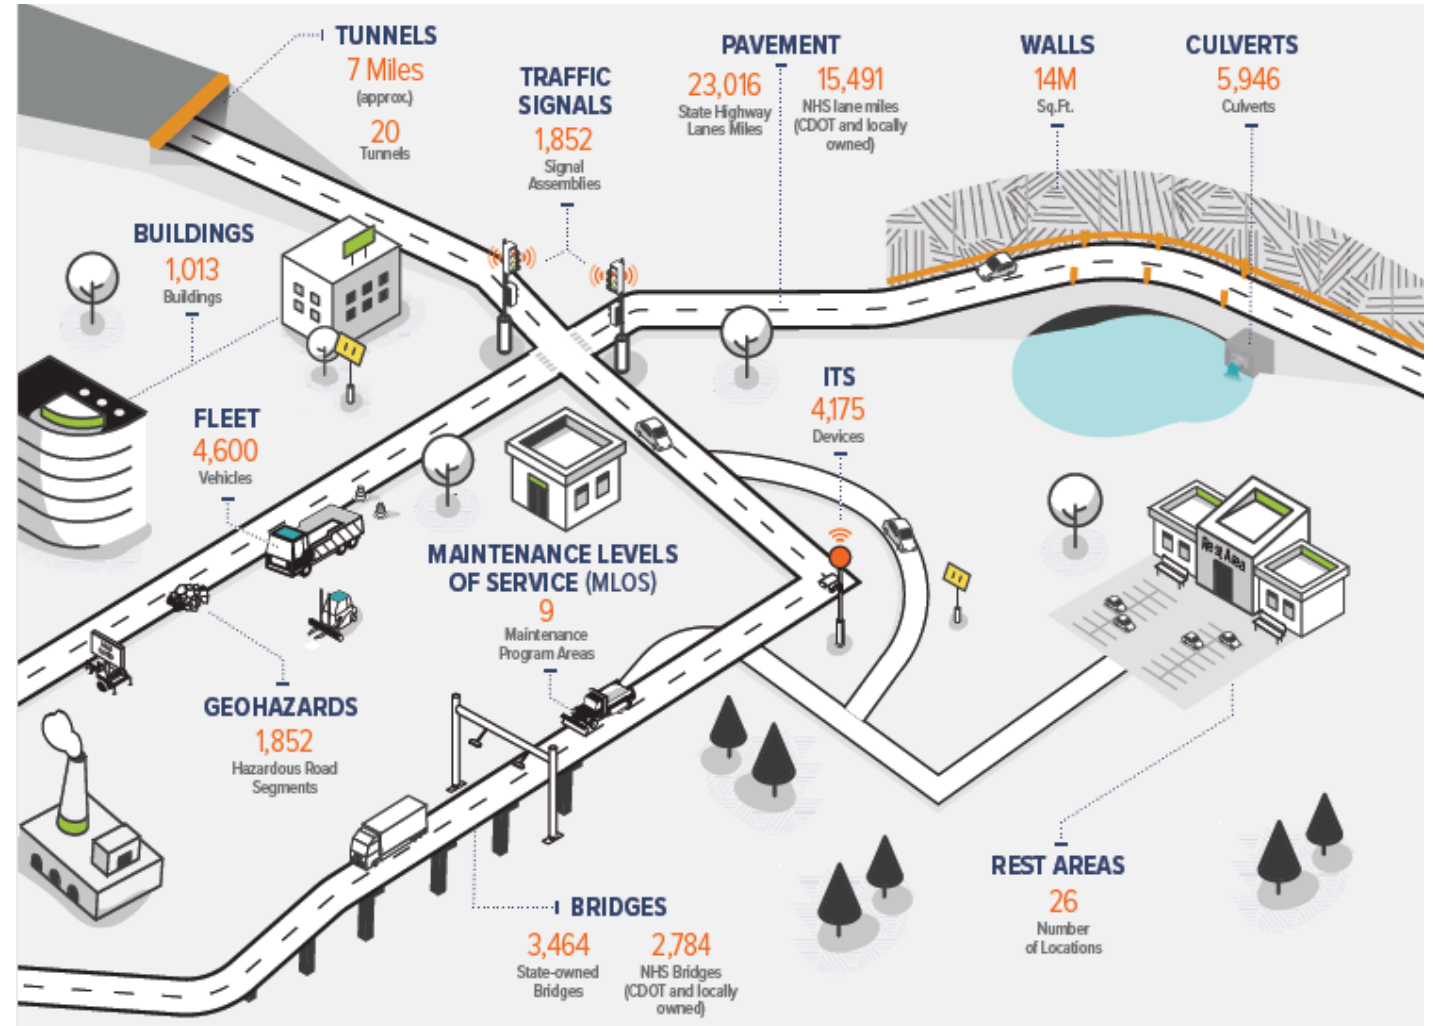 TUNNELS
7 Miles
(approx.)
20
Tunnels
TRAFFIC
SIGNALS
1,852
Signal
Assemblies
PAVEMENT
23,016
State Highway
Lanes Miles
15,491
NHS lane miles
(CDOT and locally
owned)
WALLS
14M
Sq.Ft.
CULVERTS
5,946
Culverts
BUILDINGS
1,013
Buildings
FLEET
4,600
Vehicles
ITS
4,175
Devices
MAINTENANCE LEVELS
OF SERVICE (MLOS)
9
Maintenance
Program Areas
Rest Area
GEOHAZARDS
1,852
Hazardous Road
Segments
BRIDGES
3,464
State-owned
Bridges
2,784
NHS Bridges
(CDOT and locally
owned)
REST AREAS
26
Number
of Locations